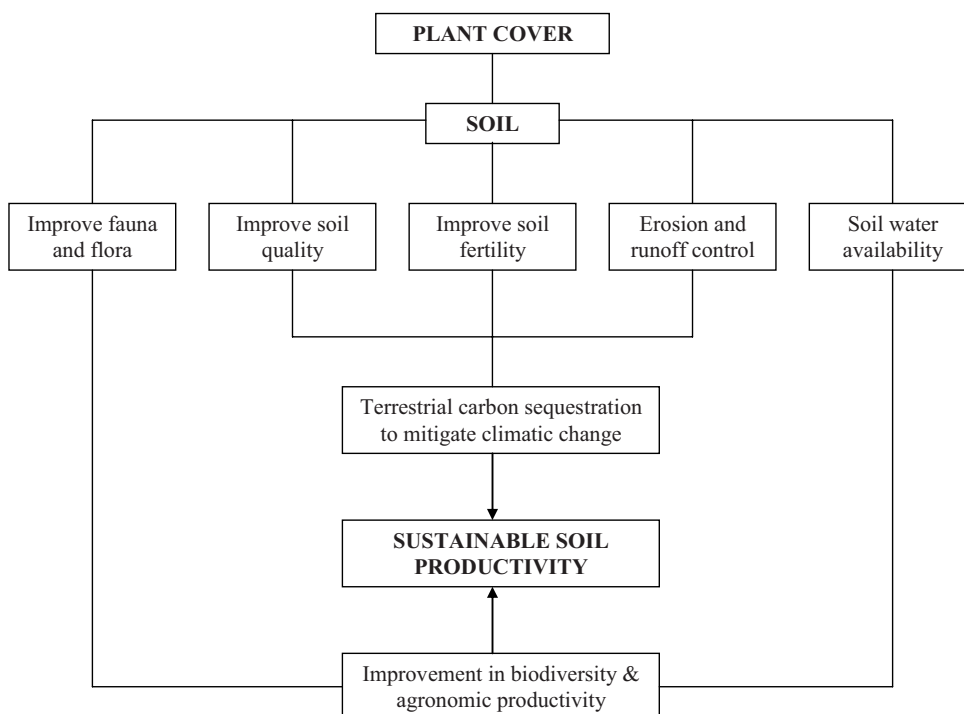 PLANT COVER
SOIL
Improve fauna
and flora
Improve soil
quality
Improve soil
fertility
Erosion and
runoff control
Soil water
availability
Terrestrial carbon sequestration
to mitigate climatic change
SUSTAINABLE SOIL
PRODUCTIVITY
Improvement in biodiversity &
agronomic productivity